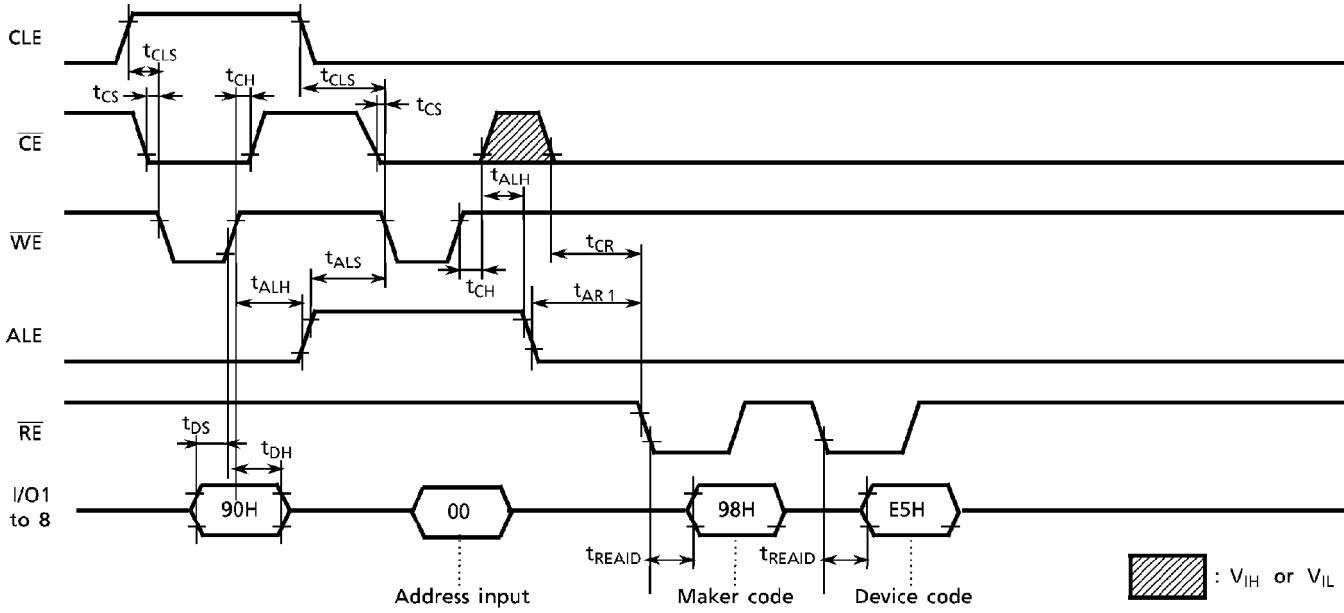 CLE
tCLS
tCH
tCLS
tCS
tCS
CE
tALH
WE
tCR
tALS
tALH
tCH
tAR1
ALE
RE
tDS
tDH
I/O1
to 8
90H
00
98H
E5H
tREAID
tREAID
: VIH or VIL
Address input
Maker code
Device code